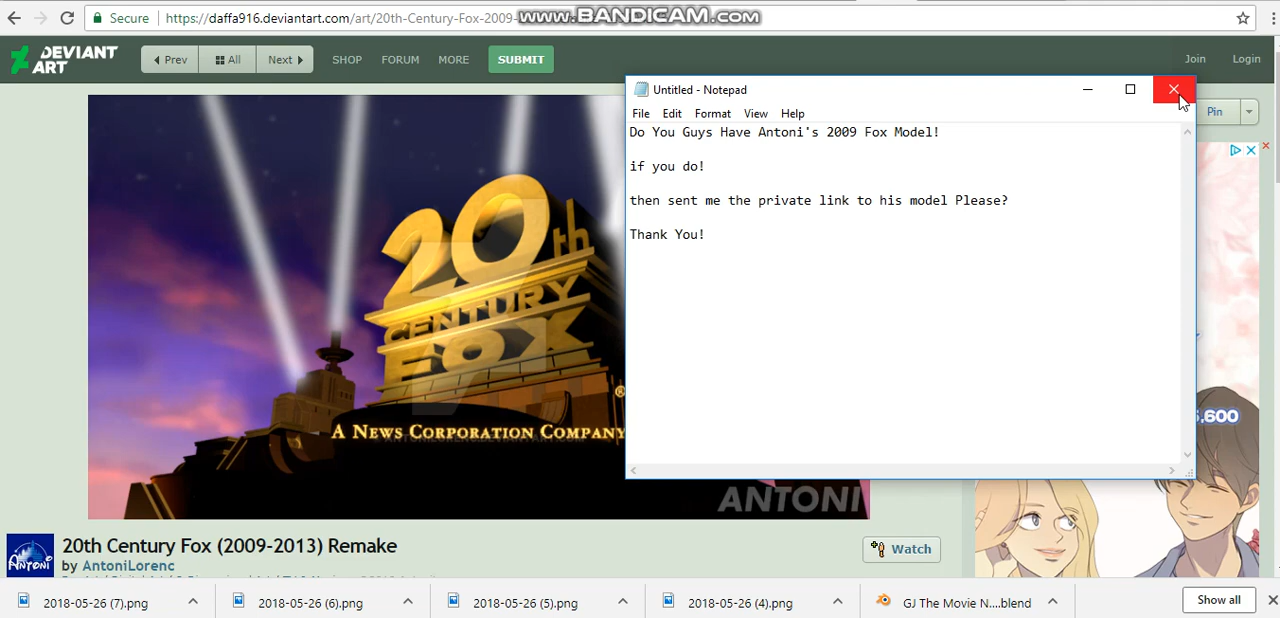 Secure https://daffa916.deviantart.com/art/20th-Century-Fox-2009-
WWW.BANDICAM.COM
DEVIANT ART
Prev All Next SHOP FORUM MORE SUBMIT Join Login
Untitled - Notepad
Pin
File Edit Format View Help
Do You Guys Have Antoni's 2009 Fox Model!
if you do!
then sent me the private link to his model Please?
Thank You!
20th
CENTURY
FOX
A NEWS CORPORATION COMPANY
5,600
ANTONI
ANTONI
20th Century Fox (2009-2013) Remake
by AntoniLorenc
Watch
2018-05-26 (7).png 2018-05-26 (6).png 2018-05-26 (5).png 2018-05-26 (4).png GJ The Movie N....blend Show all